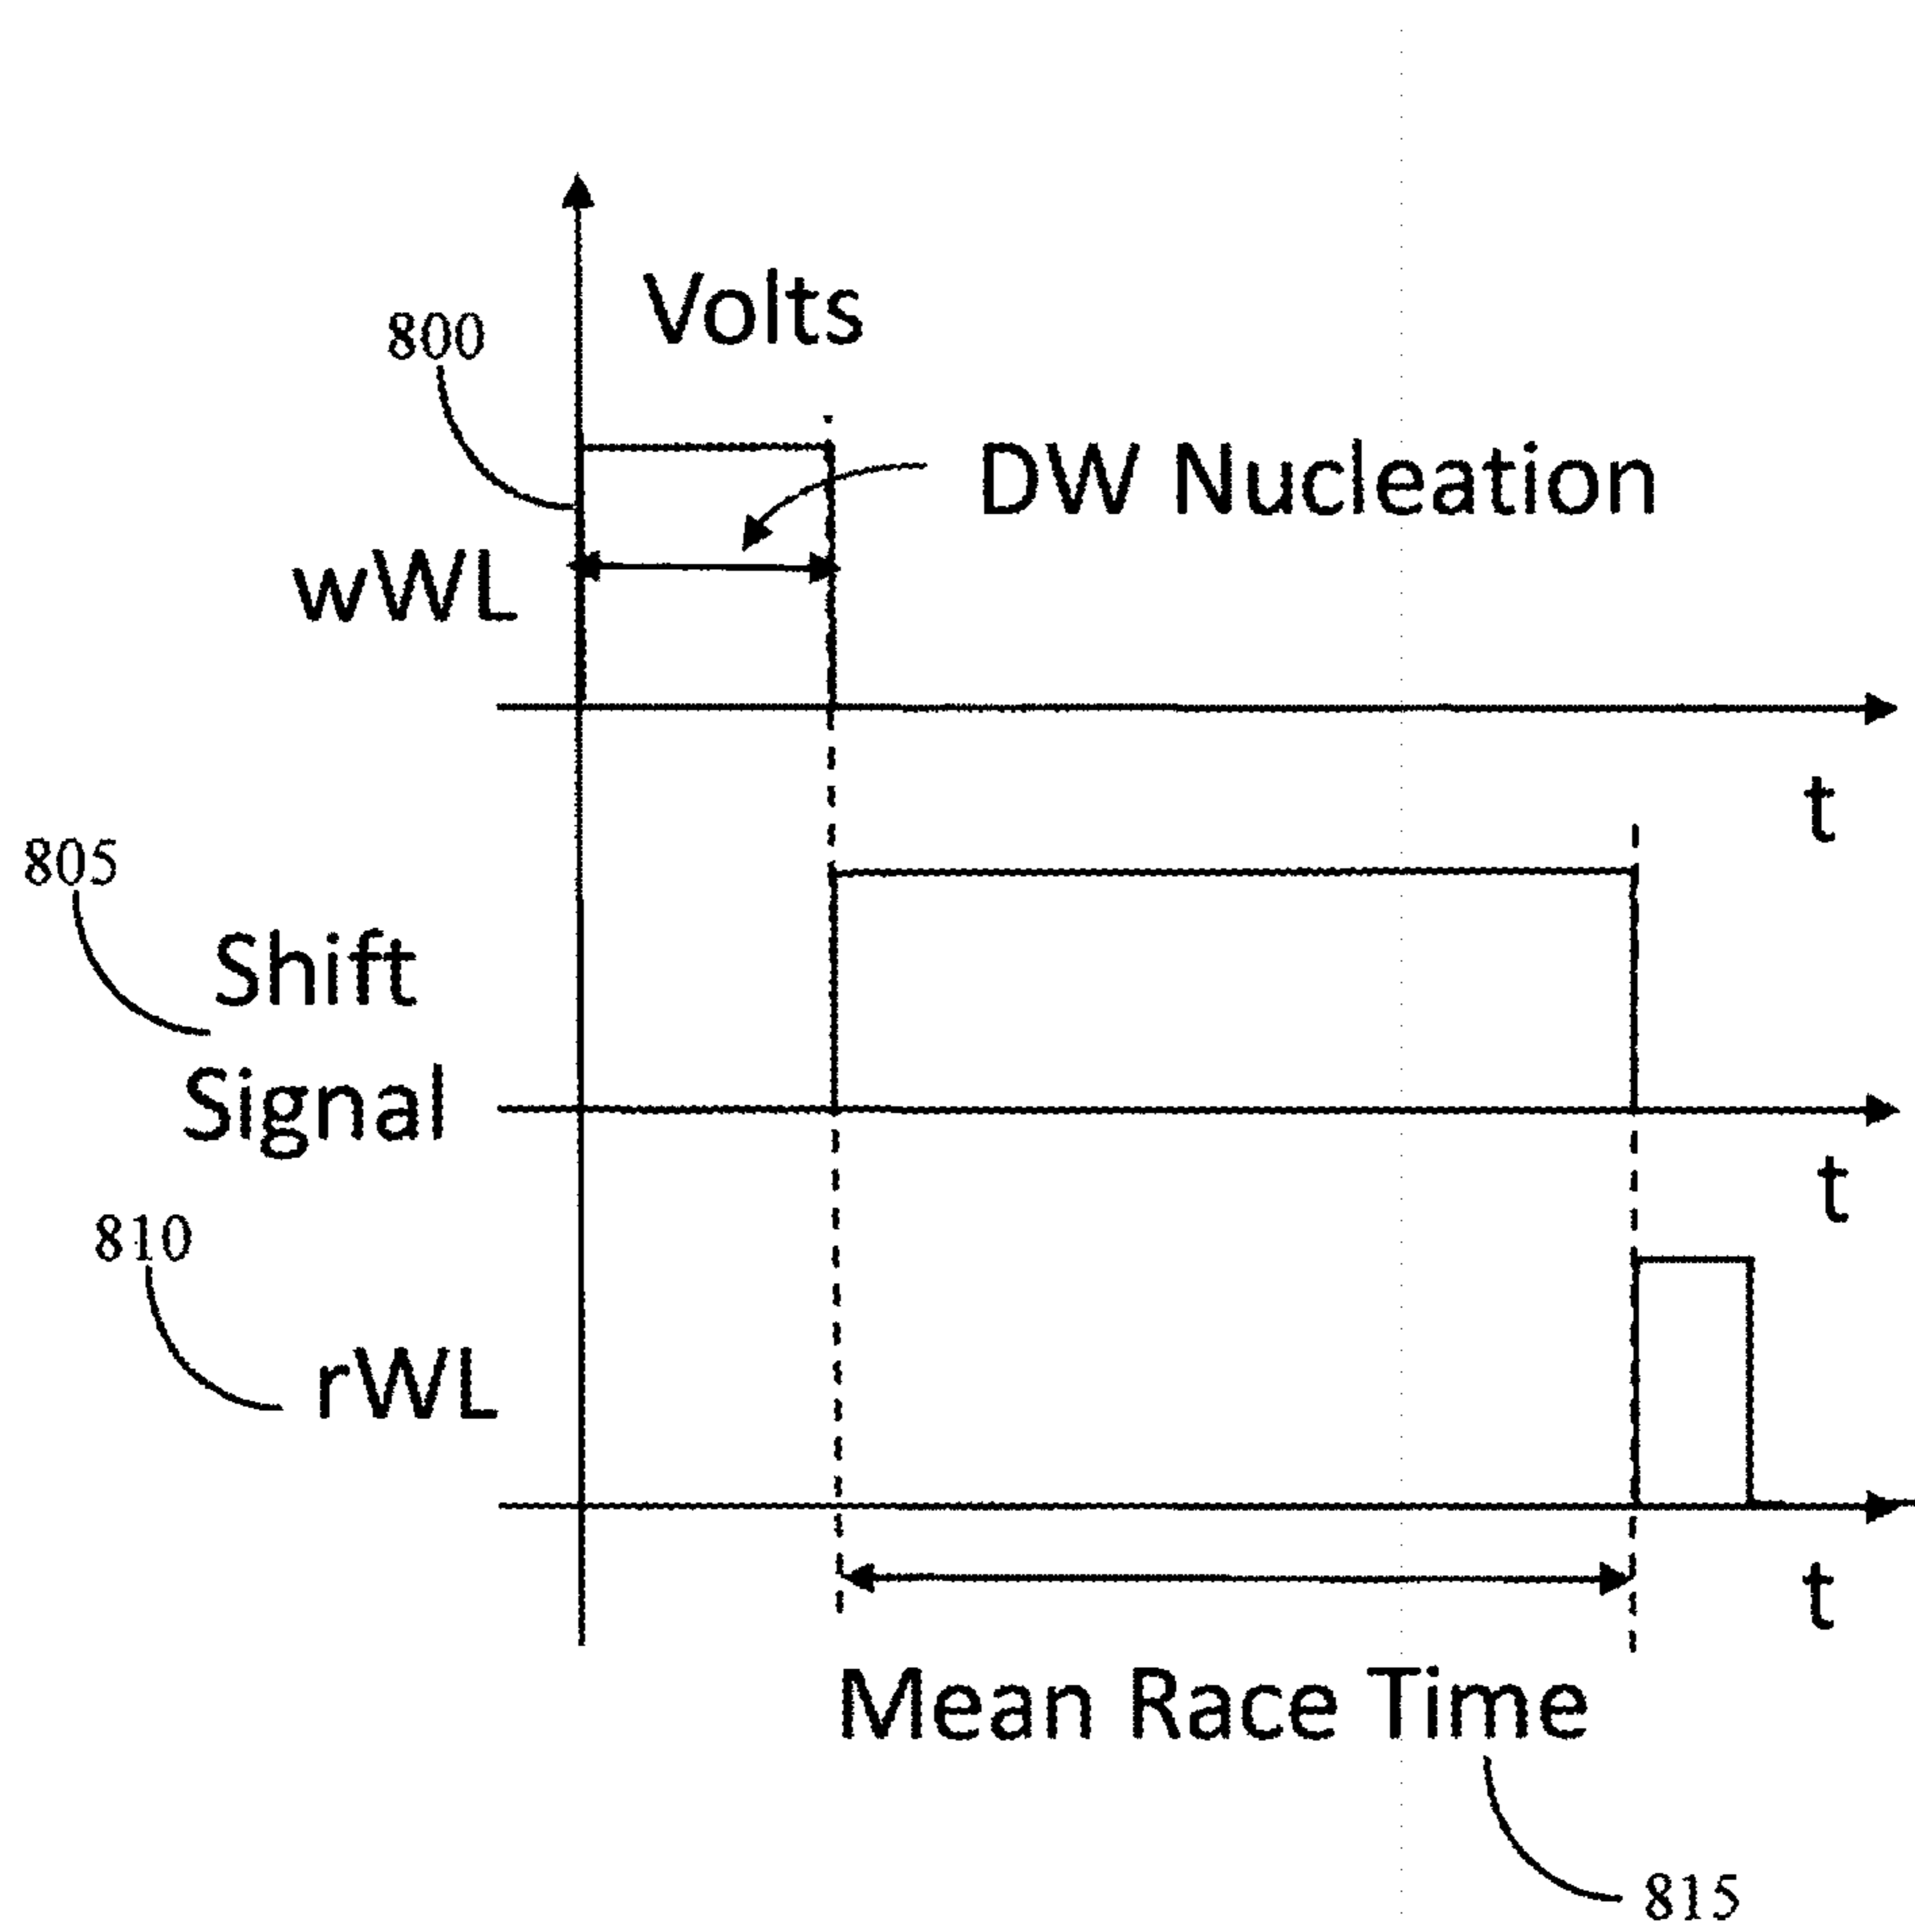 Volts
800
DW Nucleation
wWL
t
805
Shift
Signal
t
810
rWL
t
Mean Race Time
815